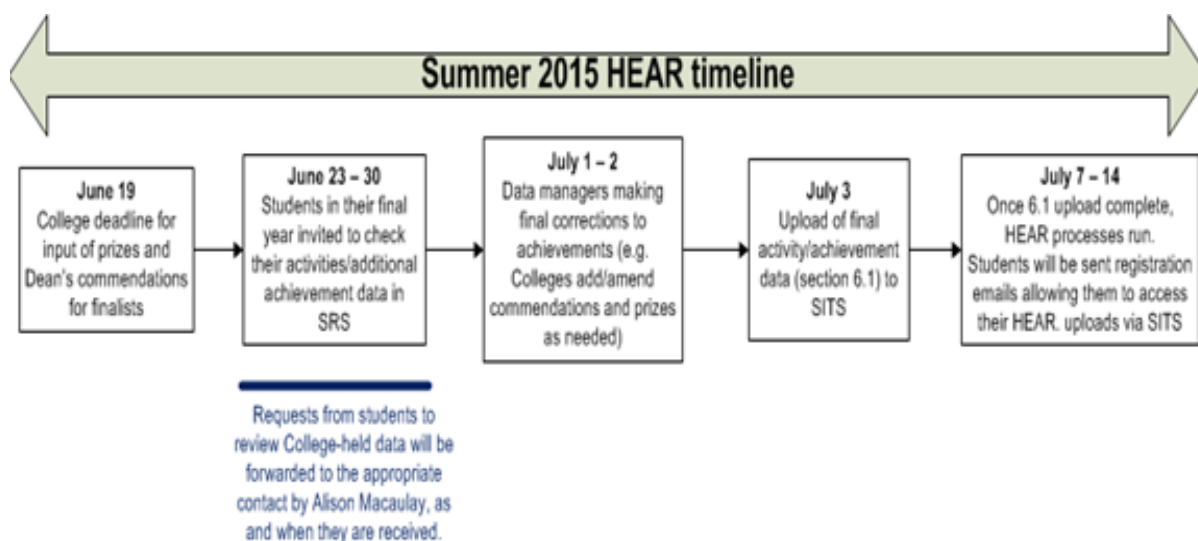 Summer 2015 HEAR timeline
June 19
College deadline for
input of prizes and
Dean's commendations
for finalists
June 23 – 30
Students in their final
year invited to check
their activities/additional
achievement data in
SRS
July 1 – 2
Data managers making
final corrections to
achievements (e.g.
Colleges add/amend
commendations and prizes
as needed)
July 3
Upload of final
activity/achievement
data (section 6.1) to
SITS
July 7 – 14
Once 6.1 upload complete,
HEAR processes run.
Students will be sent registration
emails allowing them to access
their HEAR. uploads via SITS
Requests from students to
review College-held data will be
forwarded to the appropriate
contact by Alison Macaulay, as
and when they are received.